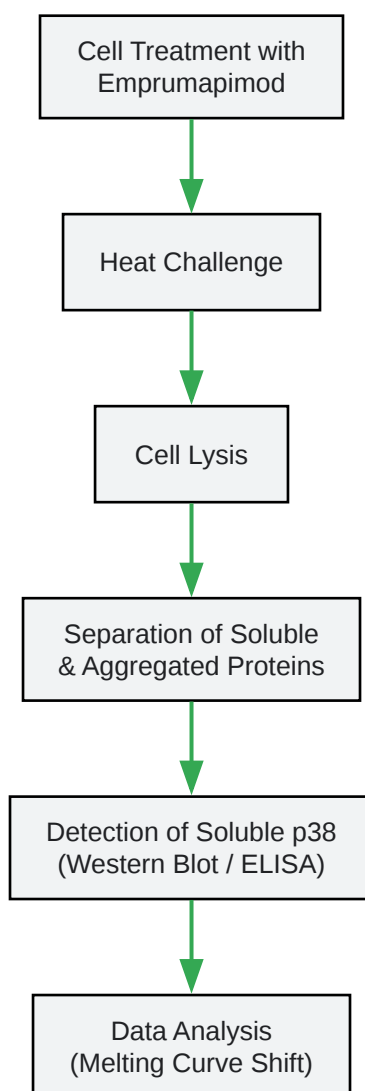 Cell Treatment with
Emprumapimod
Heat Challenge
Cell Lysis
Separation of Soluble
& Aggregated Proteins
Detection of Soluble p38
(Western Blot / ELISA)
Data Analysis
(Melting Curve Shift)